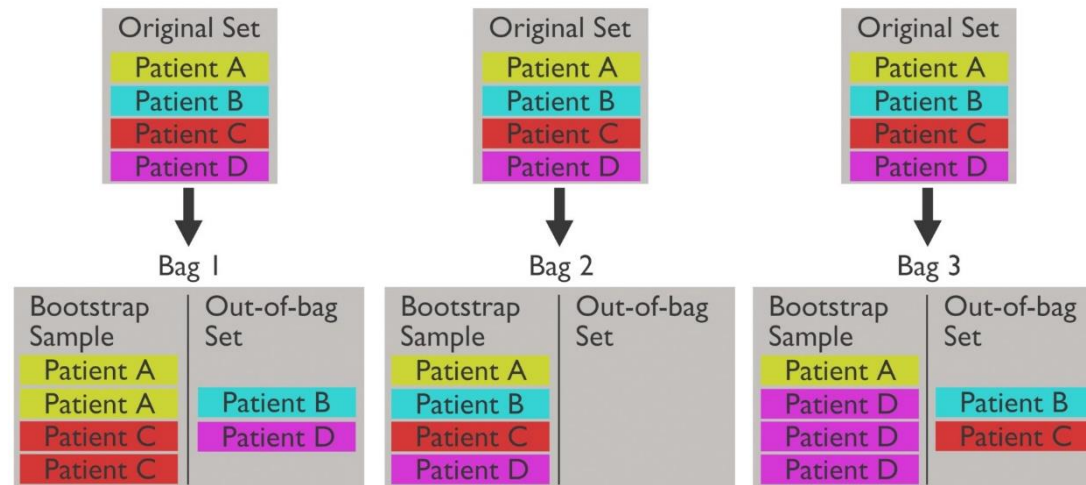 Original Set
Patient A
Patient B
Patient C
Patient D
Original Set
Patient A
Patient B
Patient C
Patient D
Original Set
Patient A
Patient B
Patient C
Patient D
Bag 1
Bootstrap
Sample
Patient A
Patient A
Patient C
Patient C
Out-of-bag
Set
Patient B
Patient D
Bag 2
Bootstrap
Sample
Patient A
Patient B
Patient C
Patient D
Out-of-bag
Set
Bag 3
Bootstrap
Sample
Patient A
Patient D
Patient D
Patient D
Out-of-bag
Set
Patient B
Patient C